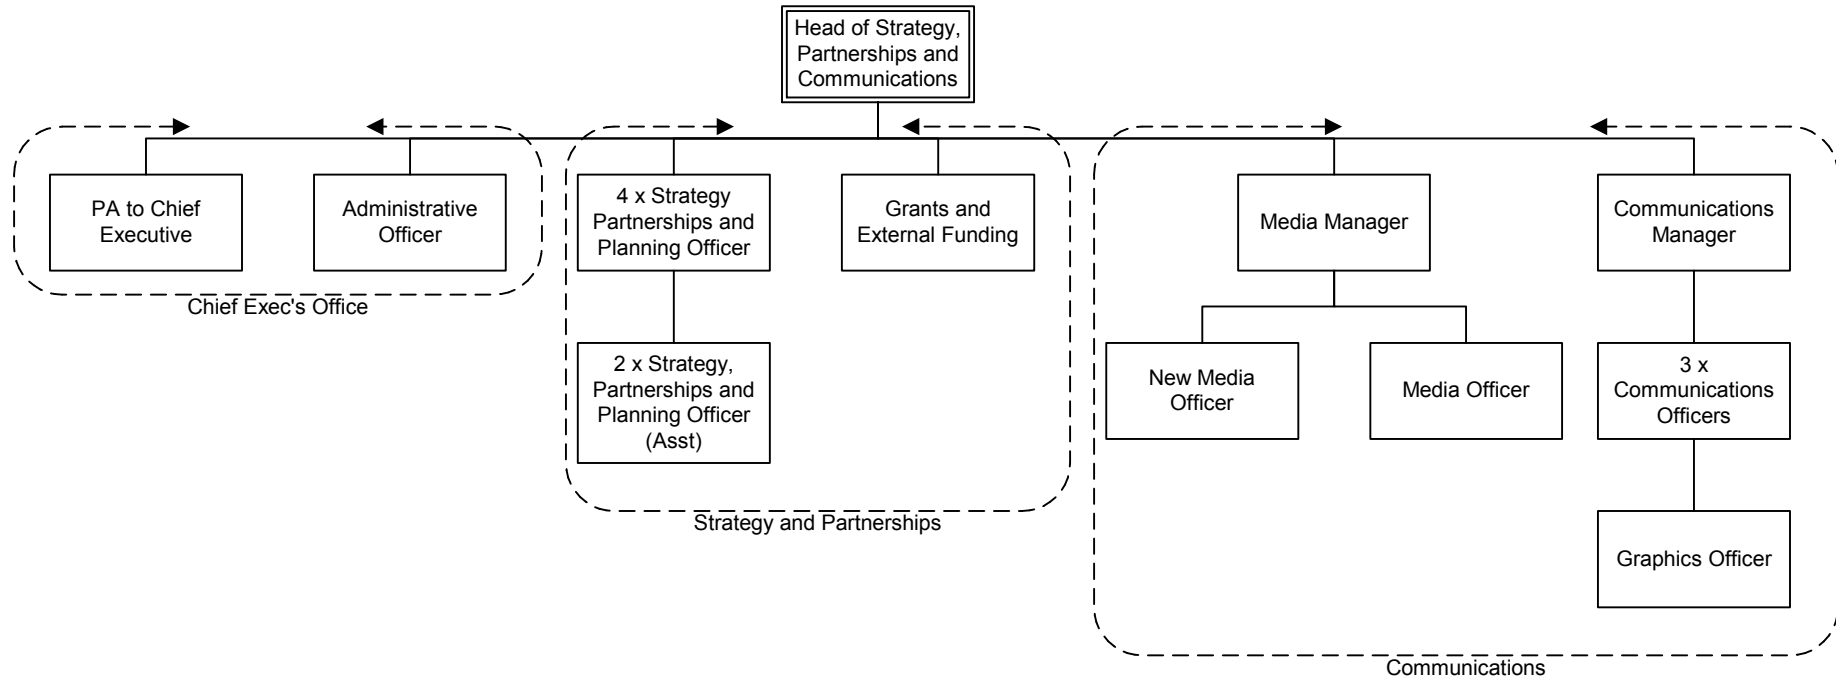 Head of Strategy,
Partnerships and
Communications
PA to Chief
Executive
Administrative
Officer
4 x Strategy
Partnerships and
Planning Officer
Grants and
External Funding
Media Manager
Communications
Manager
Chief Exec's Office
2 x Strategy,
Partnerships and
Planning Officer
(Asst)
New Media
Officer
Media Officer
3 x
Communications
Officers
Strategy and Partnerships
Graphics Officer
Communications